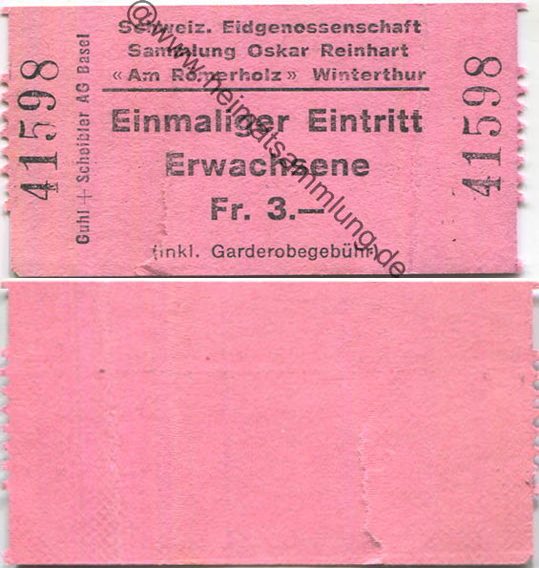 Schweiz. Eidgenossenschaft
Sammlung Oskar Reinhart
« Am Römerholz » Winterthur
Einmaliger Eintritt
Erwachsene
Fr. 3.—
(inkl. Garderobegebühr)
41598
Guhl + Scheibler AG Basel
41598
@www.heimatsammlung.de